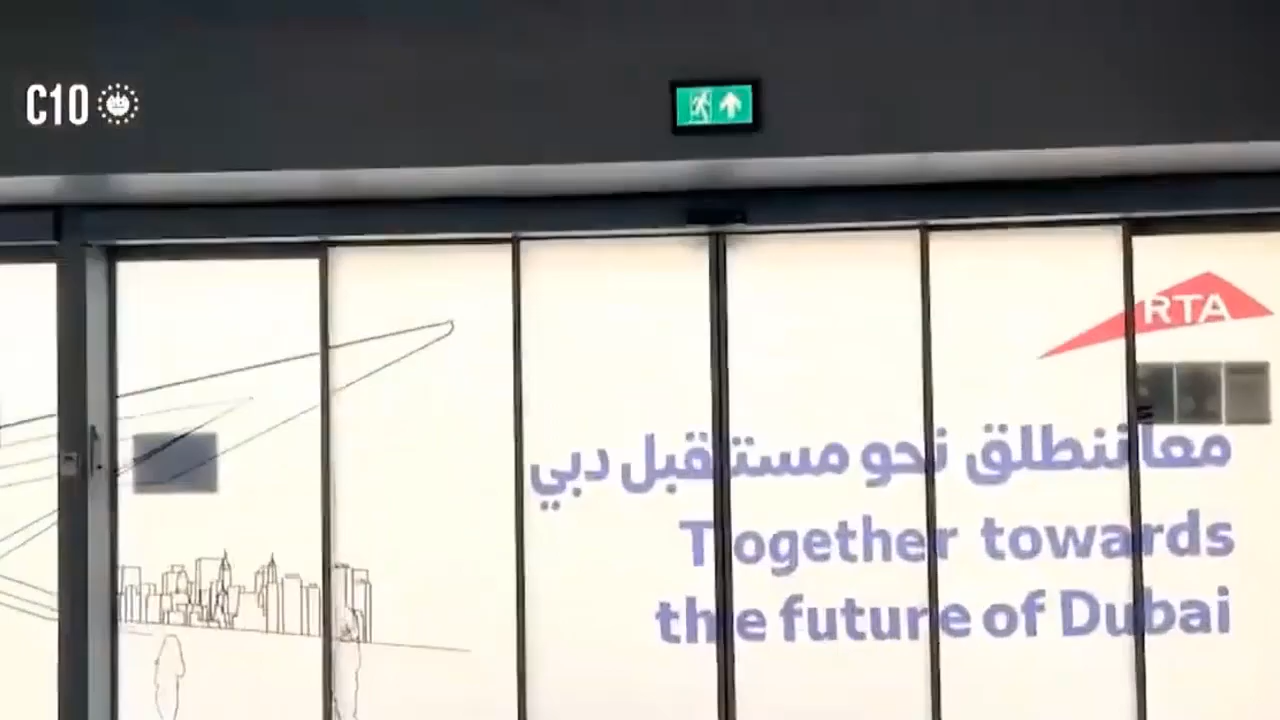 C10
RTA
معاً ننطلق نحو مستقبل دبي
Together towards
the future of Dubai